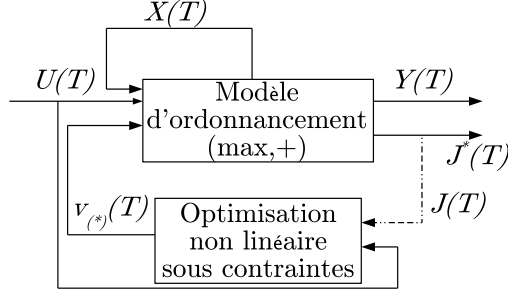 X(T)
U(T)
Y(T)
Modèle
d'ordonnancement
(max,+)
J*(T)
v(*)(T)
J(T)
Optimisation
non linéaire
sous contraintes